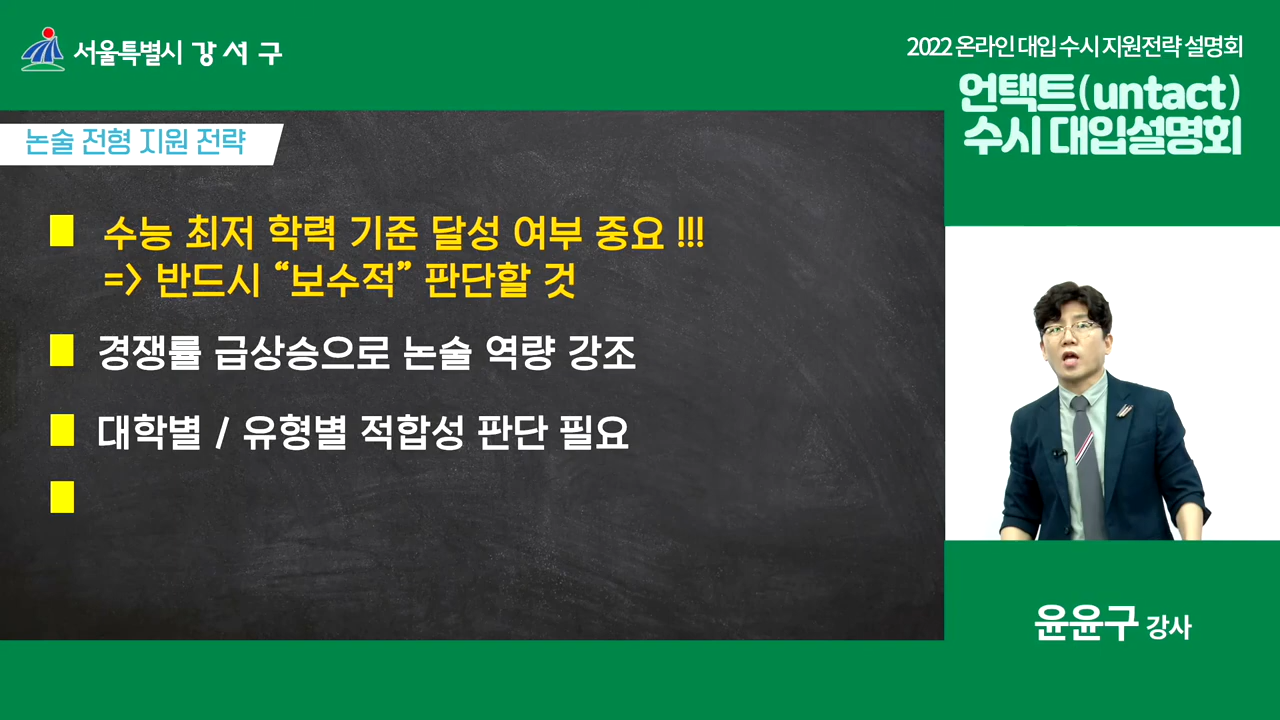 서울특별시 강서구
2022 온라인 대입 수시 지원전략 설명회
언택트(untact)
수시 대입설명회
논술 전형 지원 전략
수능 최저 학력 기준 달성 여부 중요 !!!
=> 반드시 “보수적” 판단할 것
경쟁률 급상승으로 논술 역량 강조
대학별 / 유형별 적합성 판단 필요
윤윤구 강사